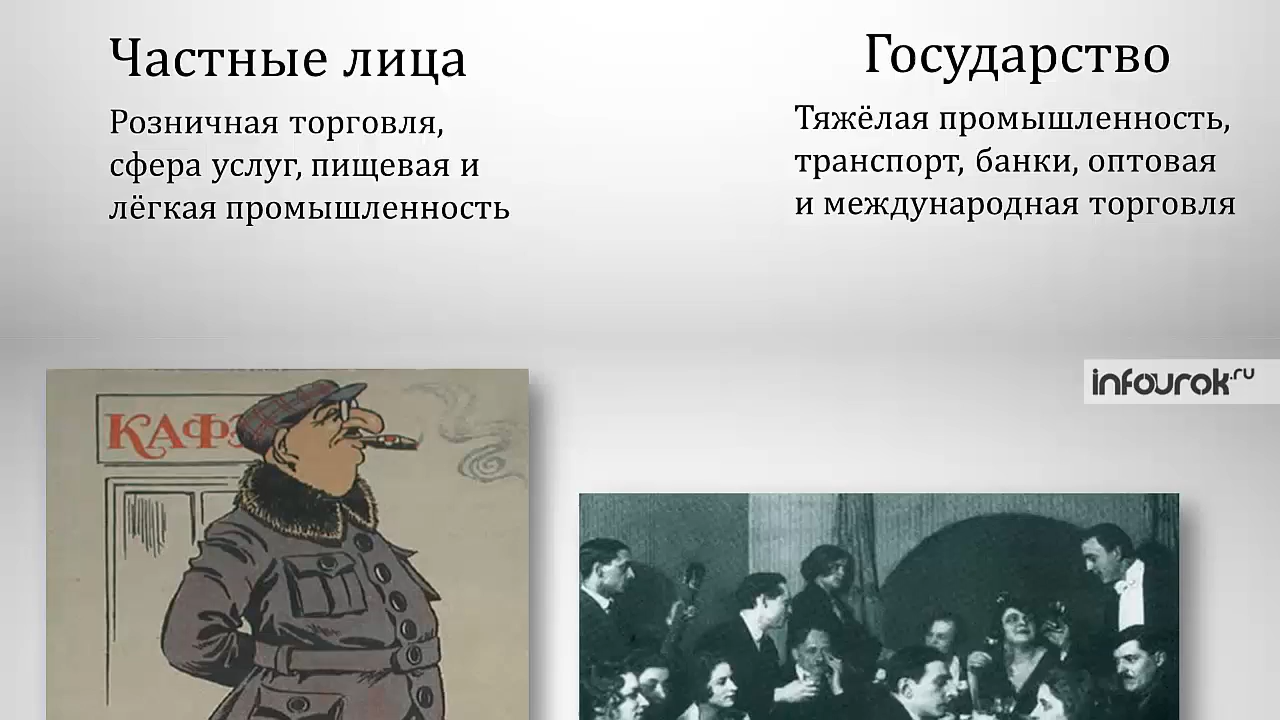 Частные лица
Розничная торговля,
сфера услуг, пищевая и
лёгкая промышленность
Государство
Тяжёлая промышленность,
транспорт, банки, оптовая
и международная торговля
infourok.ru
КАФЭ